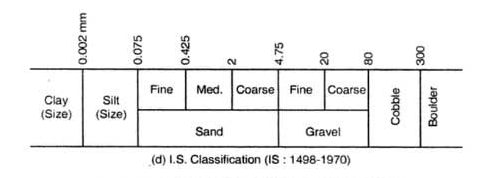 0.002 mm 0.075 0.425 2 4.75 20 80 300
Fine Med. Coarse Fine Coarse
Clay
(Size)
Silt
(Size)
Sand Gravel
Cobble
Boulder
(d) I.S. Classification (IS : 1498-1970)